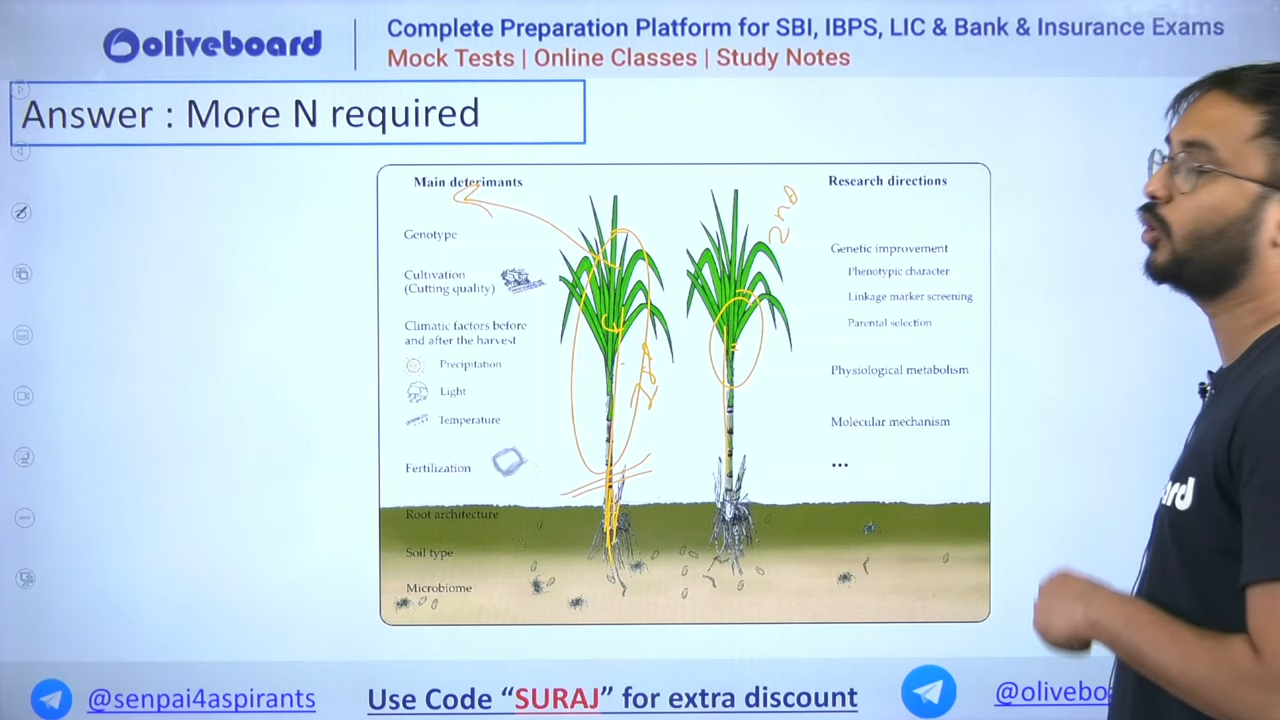 oliveboard
Complete Preparation Platform for SBI, IBPS, LIC & Bank & Insurance Exams
Mock Tests | Online Classes | Study Notes
Answer : More N required
Main deterimants
Research directions
Genotype
Cultivation
(Cutting quality)
Climatic factors before
and after the harvest
Precipitation
Light
Temperature
Fertilization
Root architecture
Soil type
Microbiome
2nd
Genetic improvement
Phenotypic character
Linkage marker screening
Parental selection
Physiological metabolism
Molecular mechanism
...
@senpai4aspirants
Use Code “SURAJ” for extra discount
@olivebo
rd